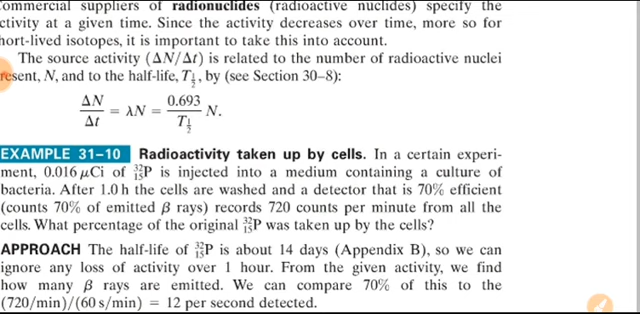 ommercial suppliers of radionuclides (radioactive nuclides) specify the
ctivity at a given time. Since the activity decreases over time, more so for
hort-lived isotopes, it is important to take this into account.
The source activity (ΔN/Δt) is related to the number of radioactive nuclei
resent, N, and to the half-life, T½, by (see Section 30–8):
ΔN/Δt = λN = 0.693/T½ N.
EXAMPLE 31–10 Radioactivity taken up by cells. In a certain experi-
ment, 0.016 μCi of ³²₁₅P is injected into a medium containing a culture of
bacteria. After 1.0 h the cells are washed and a detector that is 70% efficient
(counts 70% of emitted β rays) records 720 counts per minute from all the
cells. What percentage of the original ³²₁₅P was taken up by the cells?
APPROACH The half-life of ³²₁₅P is about 14 days (Appendix B), so we can
ignore any loss of activity over 1 hour. From the given activity, we find
how many β rays are emitted. We can compare 70% of this to the
(720/min)/(60 s/min) = 12 per second detected.